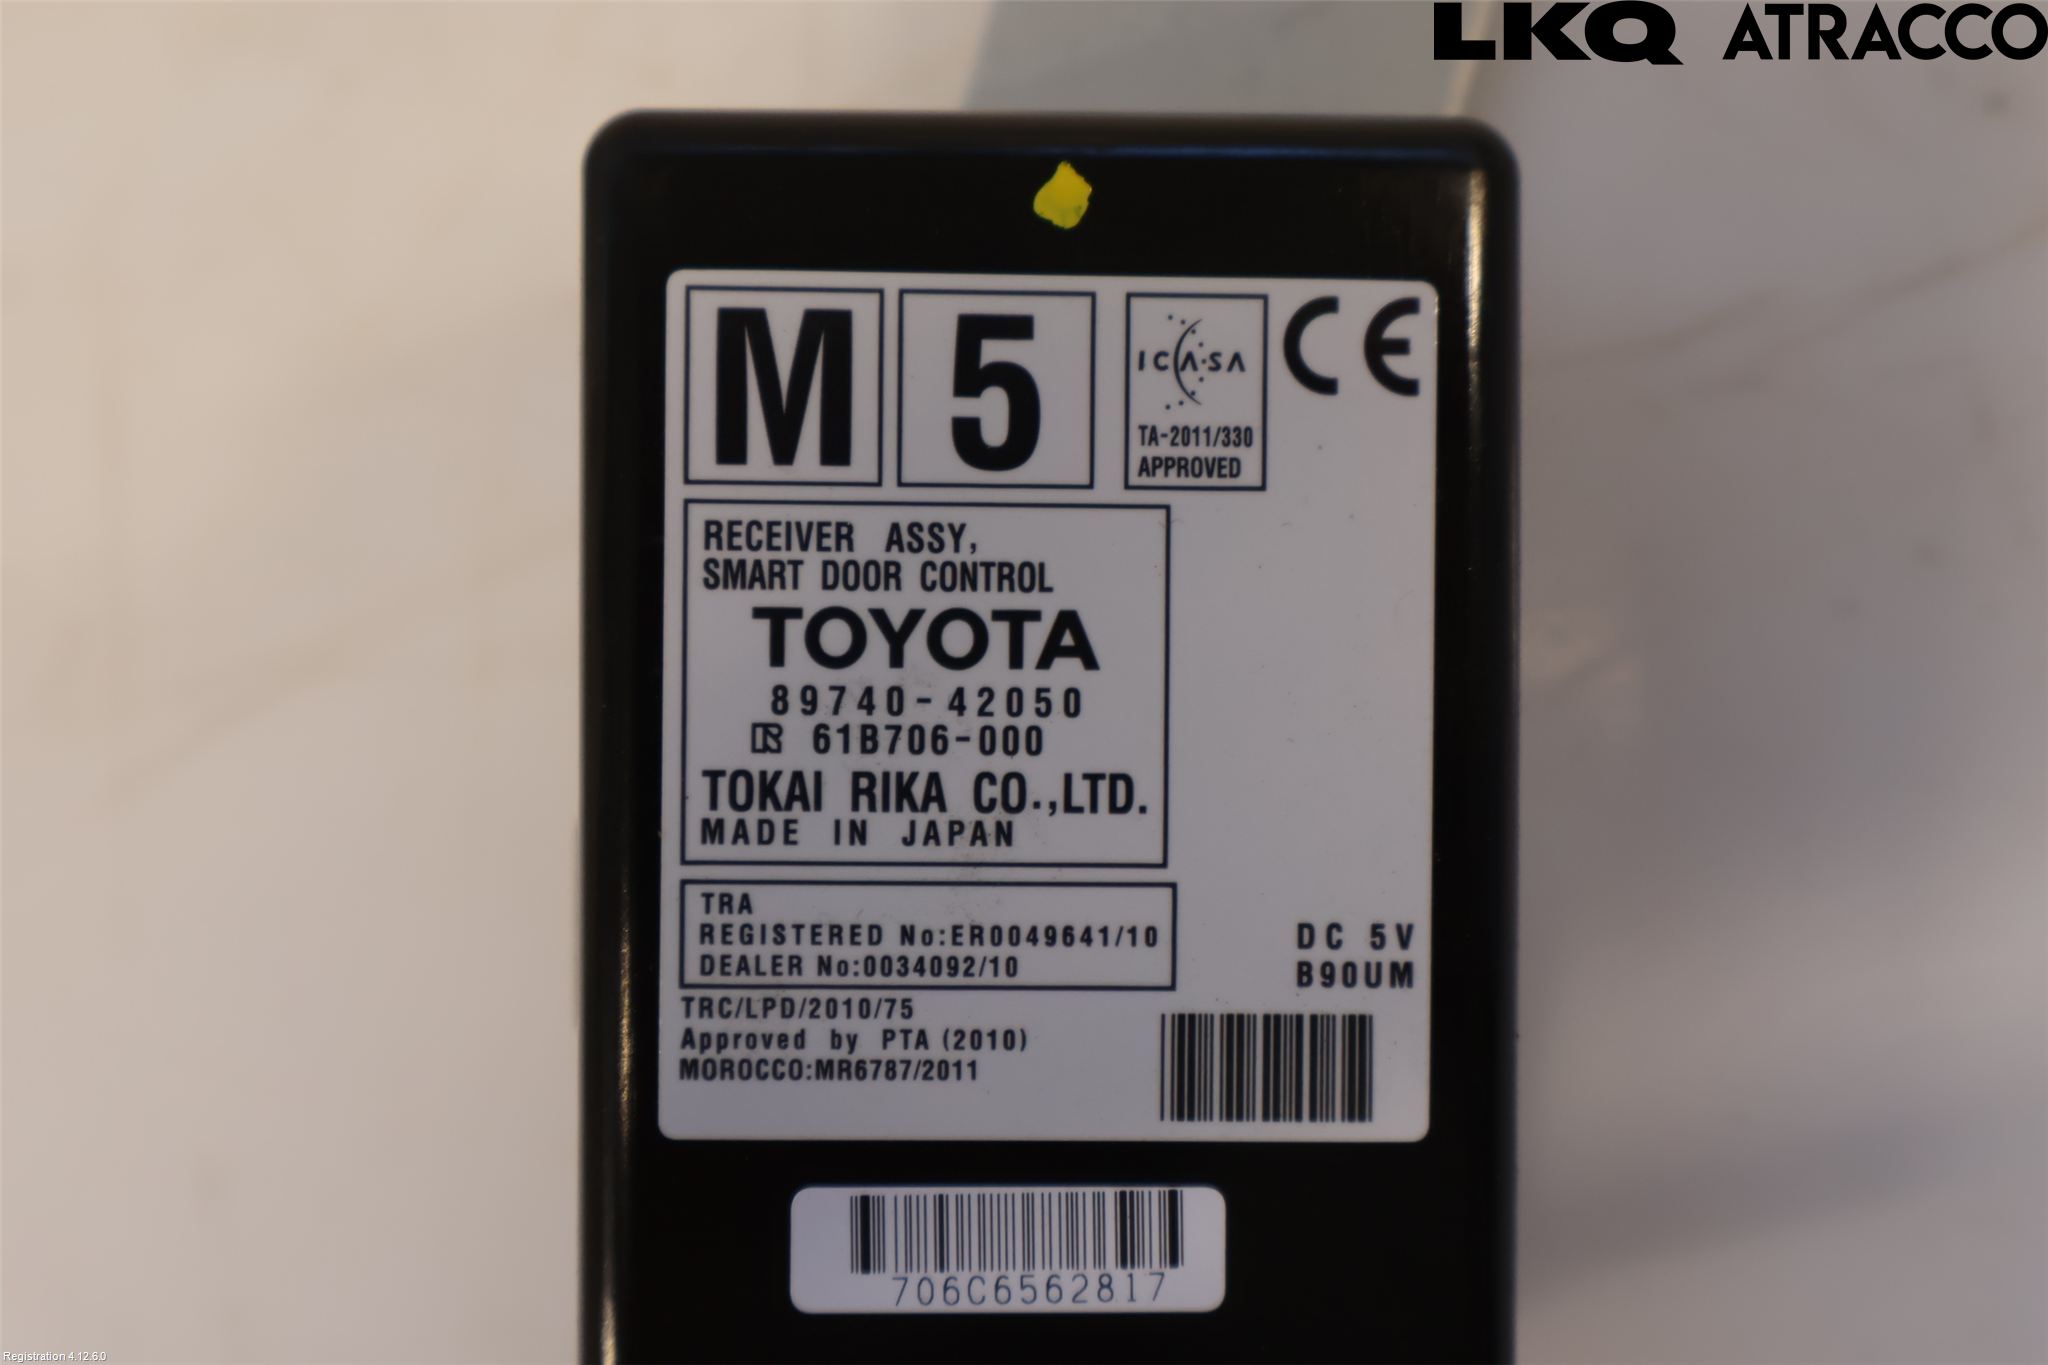 LKQ ATRACCO
M 5
ICASA
TA-2011/330
APPROVED
CE
RECEIVER ASSY,
SMART DOOR CONTROL
TOYOTA
89740-42050
61B706-000
TOKAI RIKA CO.,LTD.
MADE IN JAPAN
TRA
REGISTERED No:ER0049641/10
DEALER No:0034092/10
DC 5V
B90UM
TRC/LPD/2010/75
Approved by PTA (2010)
MOROCCO:MR6787/2011
706C6562817
Registration 4.12.6.0